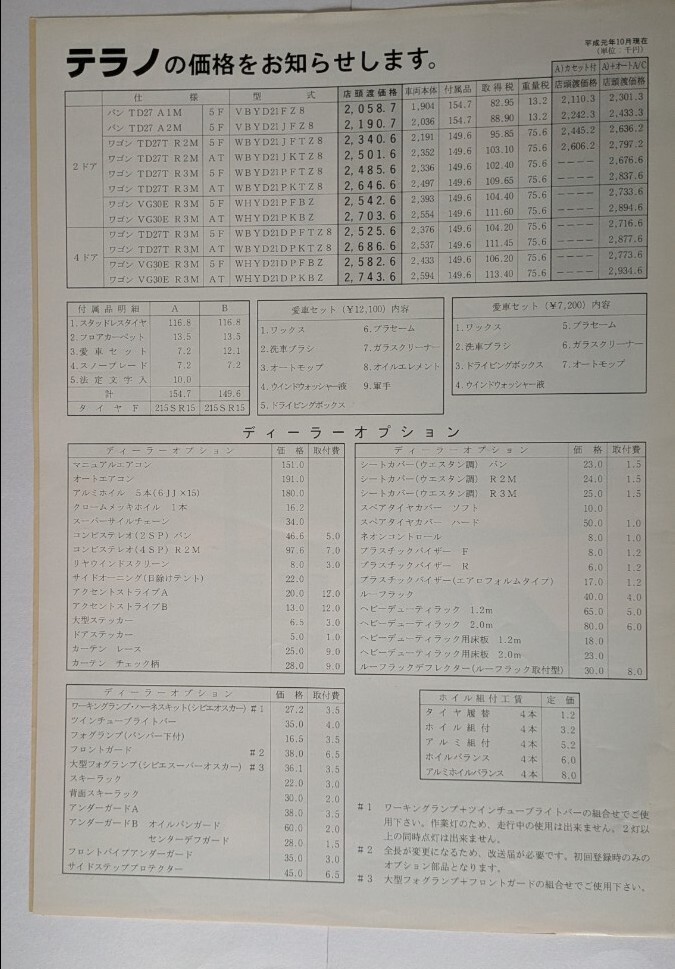 テラノの価格をお知らせします。
平成元年10月現在
(単位：千円)
仕様 型式 店頭渡価格 車両本体 付属品 取得税 重量税 A)カセット付 店頭渡価格 A)+オートA/C 店頭渡価格
2ドア
バン TD27 A1M 5F VBYD21FZ8 2,058.7 1,904 154.7 82.95 13.2 2,110.3 2,301.3
バン TD27 A2M 5F VBYD21JFZ8 2,190.7 2,036 154.7 88.90 13.2 2,242.3 2,433.3
ワゴン TD27T R2M 5F WBYD21JFTZ8 2,340.6 2,191 149.6 95.85 75.6 2,445.2 2,636.2
ワゴン TD27T R2M AT WBYD21JKTZ8 2,501.6 2,352 149.6 103.10 75.6 2,606.2 2,797.2
ワゴン TD27T R3M 5F WBYD21PFTZ8 2,485.6 2,336 149.6 102.40 75.6 ---- 2,676.6
ワゴン TD27T R3M AT WBYD21PKTZ8 2,646.6 2,497 149.6 109.65 75.6 ---- 2,837.6
ワゴン VG30E R3M 5F WHYD21PFBZ 2,542.6 2,393 149.6 104.40 75.6 ---- 2,733.6
ワゴン VG30E R3M AT WHYD21PKBZ 2,703.6 2,554 149.6 111.60 75.6 ---- 2,894.6
4ドア
ワゴン TD27T R3M 5F WBYD21DPFTZ8 2,525.6 2,376 149.6 104.20 75.6 ---- 2,716.6
ワゴン TD27T R3M AT WBYD21DPKTZ8 2,686.6 2,537 149.6 111.45 75.6 ---- 2,877.6
ワゴン VG30E R3M 5F WHYD21DPFBZ 2,582.6 2,433 149.6 106.20 75.6 ---- 2,773.6
ワゴン VG30E R3M AT WHYD21DPKBZ 2,743.6 2,594 149.6 113.40 75.6 ---- 2,934.6
付属品明細 A B
1.スタッドレスタイヤ 116.8 116.8
2.フロアカーペット 13.5 13.5
3.愛車セット 7.2 12.1
4.スノーブレード 7.2 7.2
5.法定文字入 10.0
計 154.7 149.6
タイヤド 215SR15 215SR15
愛車セット(¥12,100)内容
1.ワックス 6.プラセーム
2.洗車ブラシ 7.ガラスクリーナー
3.オートモップ 8.オイルエレメント
4.ウインドウォッシャー液 9.軍手
5.ドライビングボックス
愛車セット(¥7,200)内容
1.ワックス 5.プラセーム
2.洗車ブラシ 6.ガラスクリーナー
3.ドライビングボックス 7.オートモップ
4.ウインドウォッシャー液
ディーラーオプション
ディーラーオプション 価格 取付費
マニュアルエアコン 151.0
オートエアコン 191.0
アルミホイル 5本(6JJ×15) 180.0
クロームメッキホイル 1本 16.2
スーパーサイルチェーン 34.0
コンビステレオ(2SP) バン 46.6 5.0
コンビステレオ(4SP) R2M 97.6 7.0
リヤウインドスクリーン 8.0 3.0
サイドオーニング(日除けテント) 22.0
アクセントストライプA 20.0 12.0
アクセントストライプB 13.0 12.0
大型ステッカー 6.5 3.0
ドアステッカー 5.0 1.0
カーテン レース 25.0 9.0
カーテン チェック柄 28.0 9.0
ディーラーオプション 価格 取付費
シートカバー(ウエスタン調) バン 23.0 1.5
シートカバー(ウエスタン調) R2M 24.0 1.5
シートカバー(ウエスタン調) R3M 25.0 1.5
スペアタイヤカバー ソフト 10.0
スペアタイヤカバー ハード 50.0 1.0
ネオンコントロール 8.0 1.0
プラスチックバイザー F 8.0 1.2
プラスチックバイザー R 6.0 1.2
プラスチックバイザー(エアロフォルムタイプ) 17.0 1.2
ルーフラック 40.0 4.0
ヘビーデューティラック 1.2m 65.0 5.0
ヘビーデューティラック 2.0m 80.0 6.0
ヘビーデューティラック用床板 1.2m 18.0
ヘビーデューティラック用床板 2.0m 23.0
ルーフラックデフレクター(ルーフラック取付型) 30.0 8.0
ディーラーオプション 価格 取付費
ワーキングランプ・ハーネスキット(シビエオスカー) #1 27.2 3.5
ツインチューブライトバー 35.0 4.0
フォグランプ(バンパー下付) 16.5 3.5
フロントガード #2 38.0 6.5
大型フォグランプ(シビエスーパーオスカー) #3 36.1 3.5
スキーラック 22.0 3.0
背面スキーラック 30.0 2.0
アンダーガードA 38.0 3.5
アンダーガードB オイルパンガード 60.0 2.0
センターデフガード 28.0 1.5
フロントパイプアンダーガード 35.0 3.0
サイドステッププロテクター 45.0 6.5
ホイル組付工賃 定価
タイヤ履替 4本 1.2
ホイル組付 4本 3.2
アルミ組付 4本 5.2
ホイルバランス 4本 6.0
アルミホイルバランス 4本 8.0
#1 ワーキングランプ+ツインチューブライトバーの組合せでご使
用下さい。作業灯のため、走行中の使用は出来ません。2灯以
上の同時点灯は出来ません。
#2 全長が変更になるため、改送届が必要です。初回登録時のみの
オプション部品となります。
#3 大型フォグランプ+フロントガードの組合せでご使用下さい。